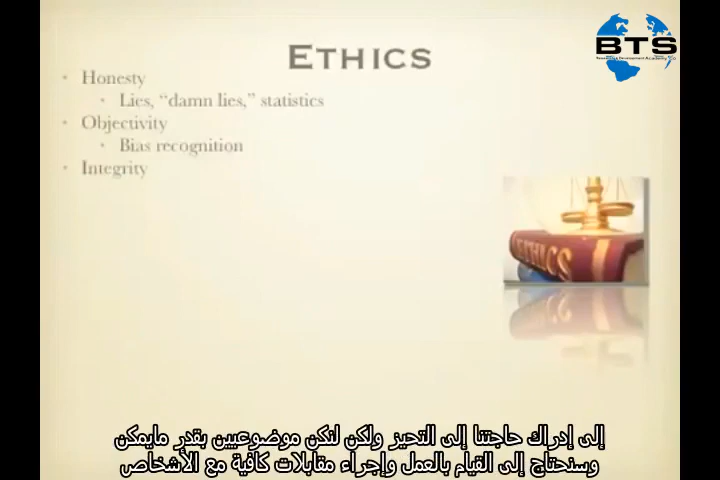 BTS
ETHICS
• Honesty
• Lies, “damn lies,” statistics
• Objectivity
• Bias recognition
• Integrity
ETHICS
إلى إدراك حاجتنا إلى التحيز ولكن لنكن موضوعيين بقدر مايمكن
وسنحتاج إلى القيام بالعمل وإجراء مقابلات كافية مع الأشخاص